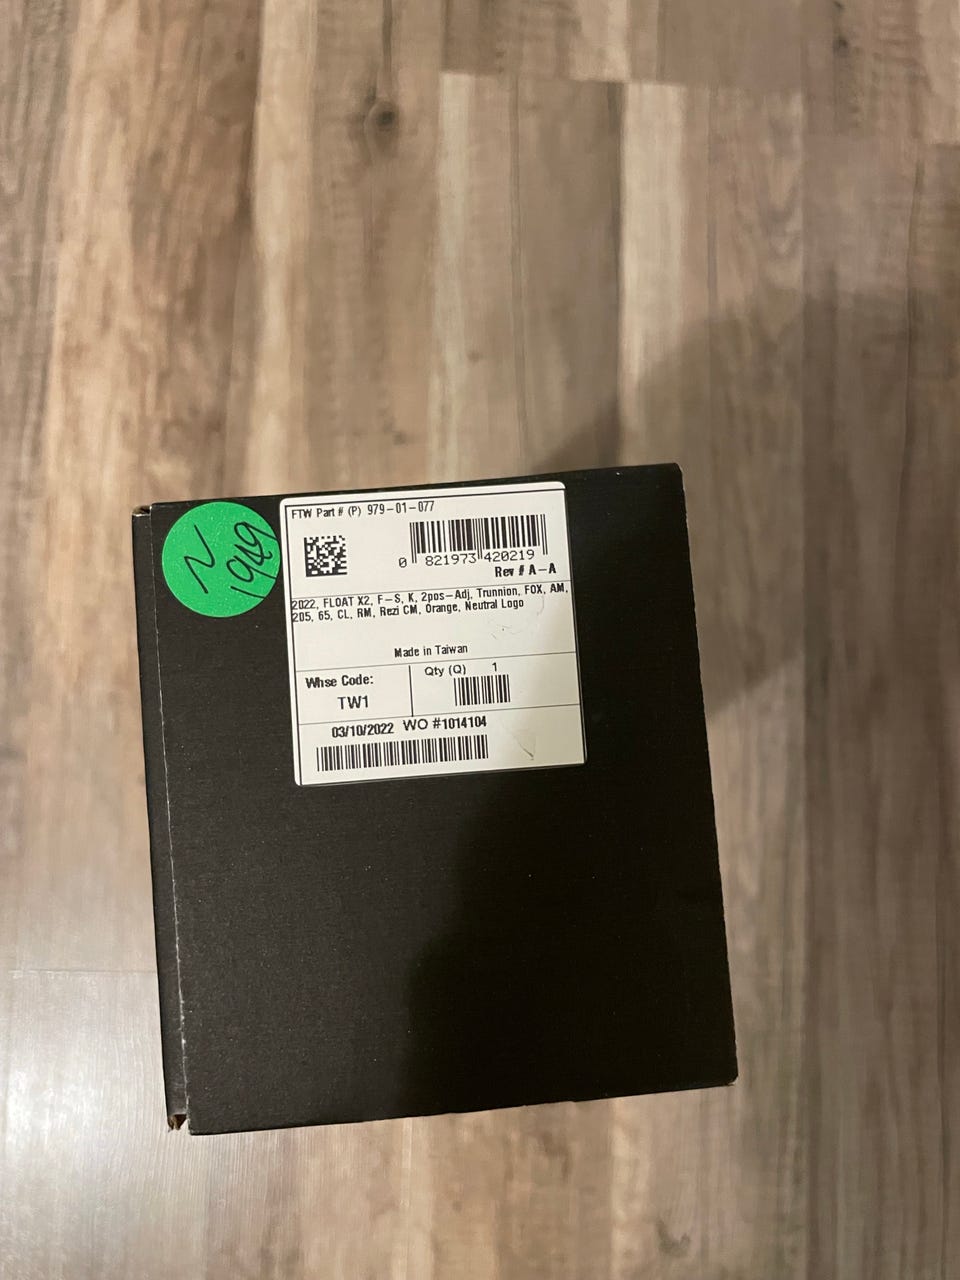 N
1949
FTW Part # (P) 979-01-077
0 821973 420219
Rev # A-A
2022, FLOAT X2, F-S, K, 2pos-Adj, Trunnion, FOX, AM,
205, 65, CL, RM, Rezi CM, Orange, Neutral Logo
Made in Taiwan
Whse Code:
TW1
Qty (Q) 1
03/10/2022 WO #1014104